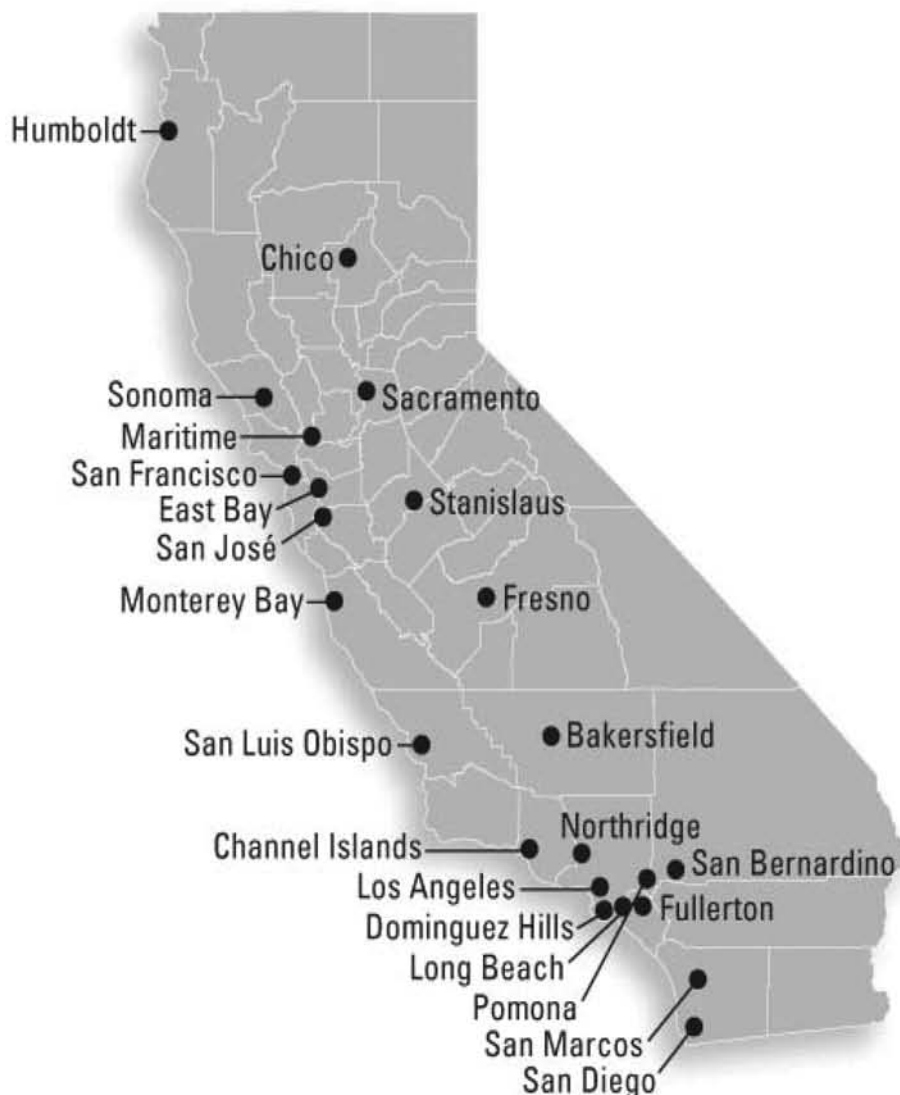 Humboldt
Chico
Sonoma
Sacramento
Maritime
San Francisco
East Bay
Stanislaus
San José
Monterey Bay
Fresno
San Luis Obispo
Bakersfield
Northridge
Channel Islands
San Bernardino
Los Angeles
Fullerton
Dominguez Hills
Long Beach
Pomona
San Marcos
San Diego